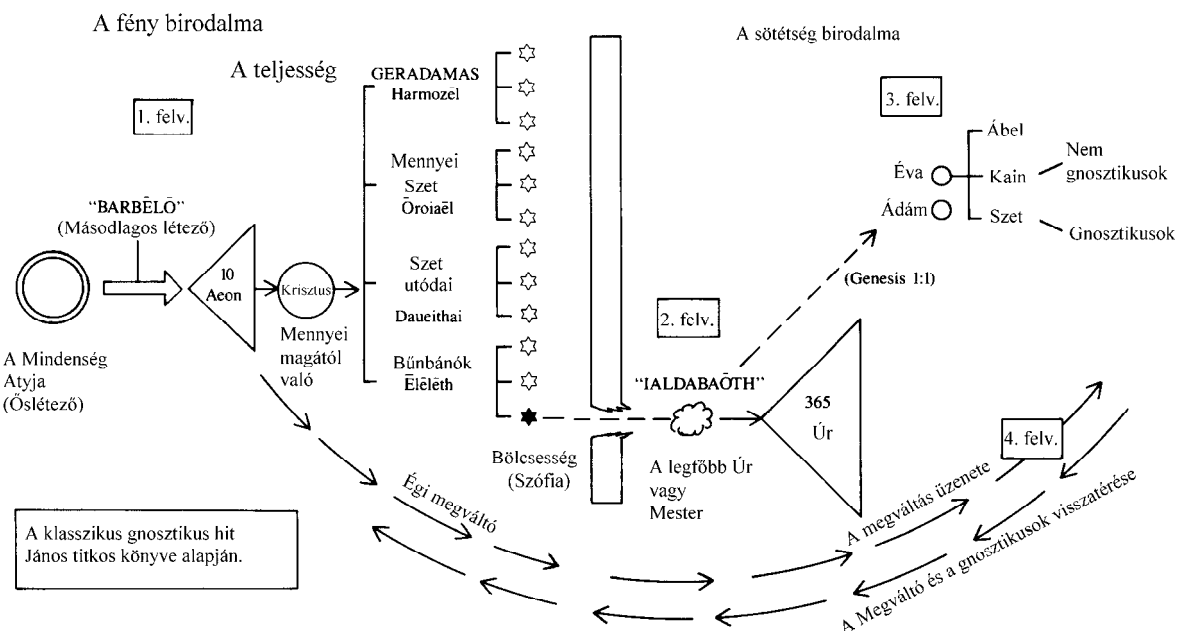 A fény birodalma
A sötétség birodalma
A teljesség
1. felv.
"BARBĒLŌ"
(Másodlagos létező)
A Mindenség
Atyja
(Őslétező)
10
Aeon
Krisztus
Mennyei
magától
való
GERADAMAS
Harmozēl
Mennyei
Szet
Ōroiaēl
Szet
utódai
Daueithai
Bűnbánók
Ēlēlēth
Bölcsesség
(Szófia)
2. felv.
"IALDABAŌTH"
A legfőbb Úr
vagy
Mester
365
Úr
(Genesis 1:1)
3. felv.
Éva
Ádám
Ábel
Kain
Szet
Nem
gnosztikusok
Gnosztikusok
4. felv.
Égi megváltó
A megváltás üzenete
A Megváltó és a gnosztikusok visszatérése
A klasszikus gnosztikus hit
János titkos könyve alapján.